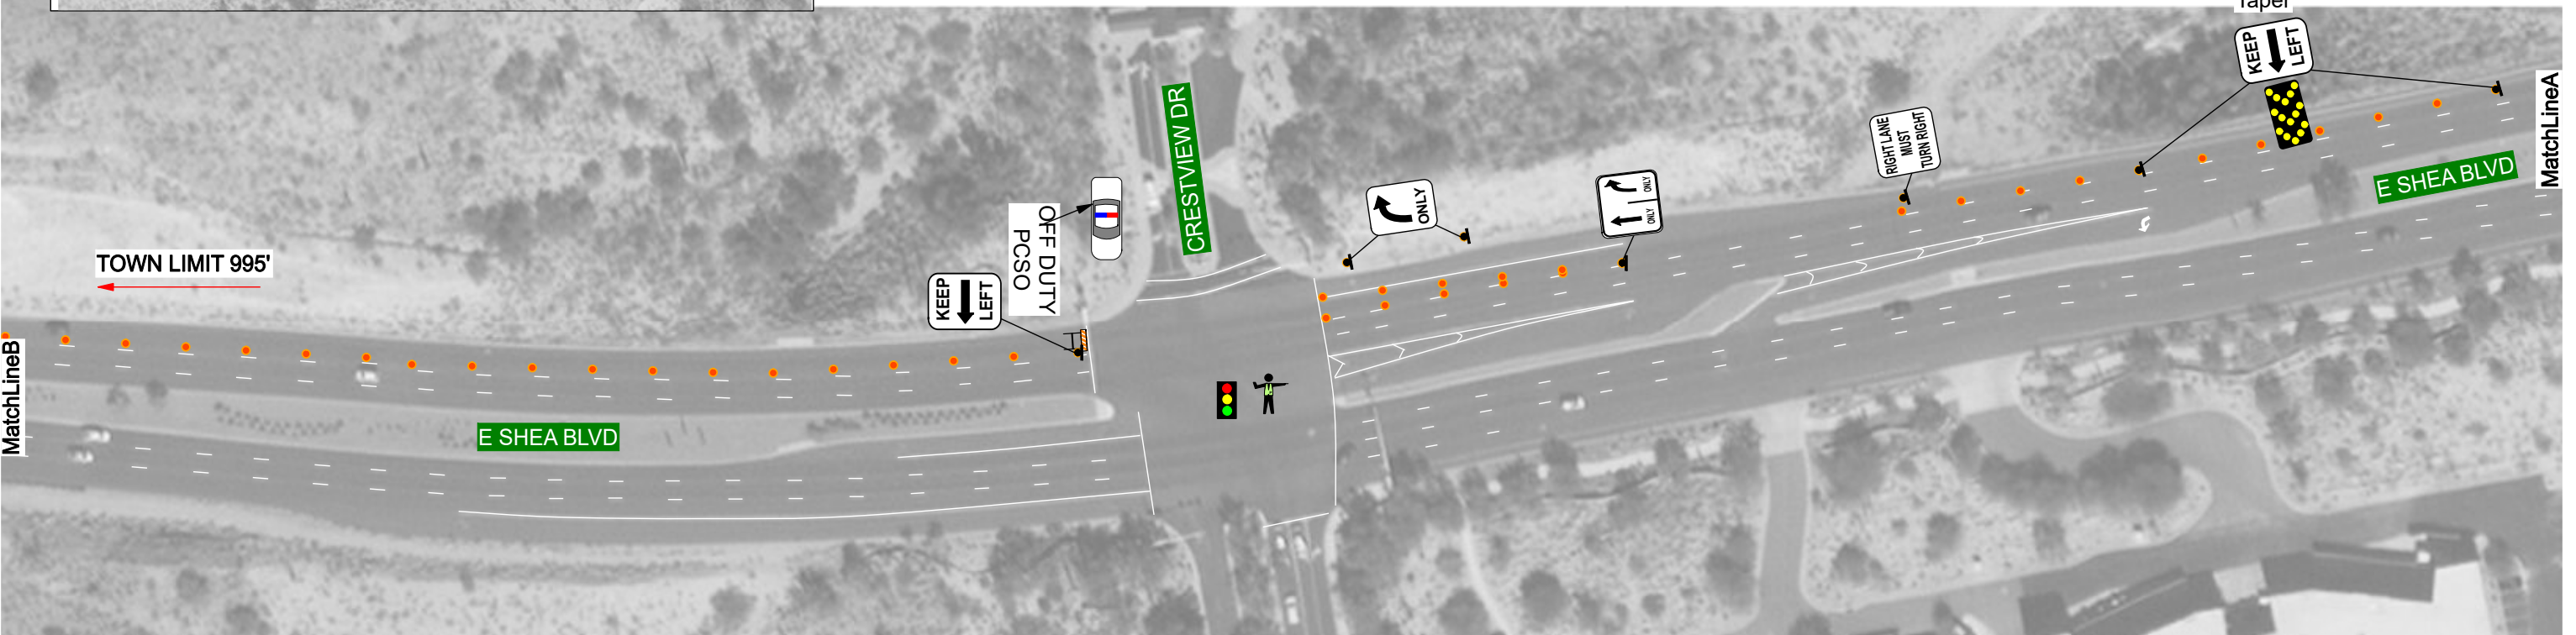 Taper
KEEP
LEFT
MatchLineA
E SHEA BLVD
RIGHT LANE
MUST
TURN RIGHT
ONLY
ONLY
ONLY
CRESTVIEW DR
OFF DUTY
PCSO
KEEP
LEFT
TOWN LIMIT 995'
MatchLineB
E SHEA BLVD